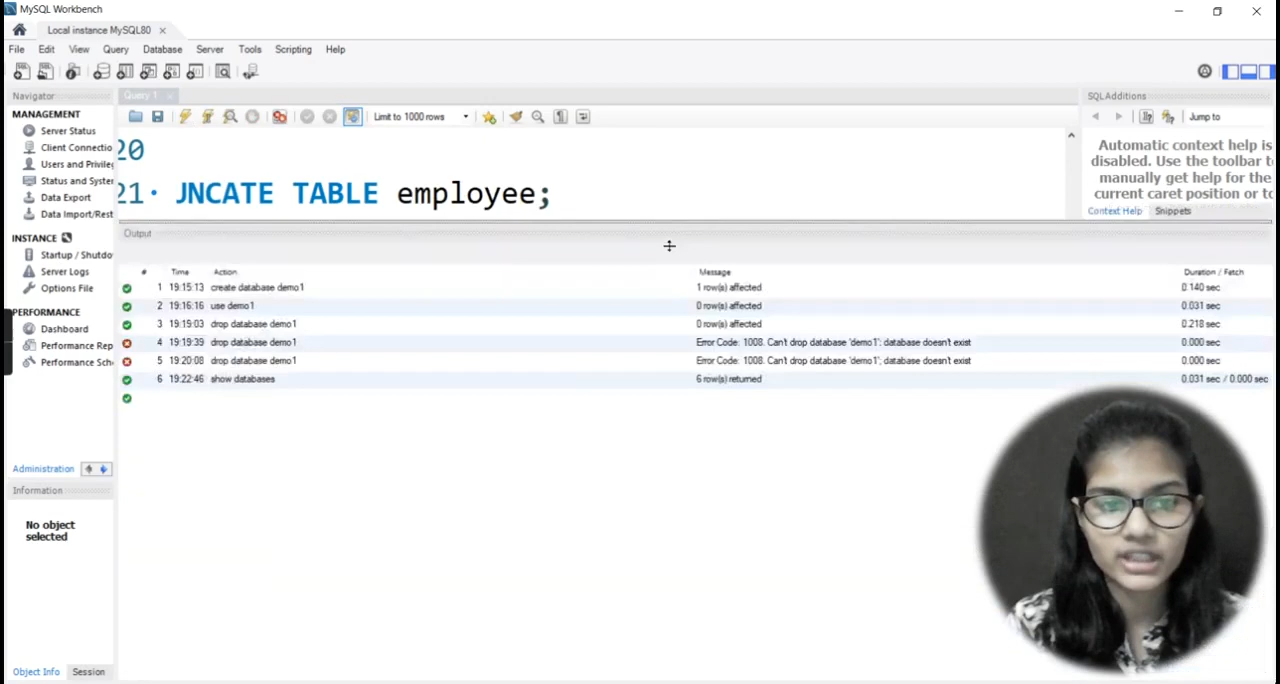 MySQL Workbench
Local instance MySQL80
File Edit View Query Database Server Tools Scripting Help
Navigator
MANAGEMENT
Server Status
Client Connectio
Users and Privileg
Status and Syster
Data Export
Data Import/Rest
INSTANCE
Startup / Shutdo
Server Logs
Options File
PERFORMANCE
Dashboard
Performance Rep
Performance Sch
Administration
Information
No object
selected
Object Info Session
Query 1
Limit to 1000 rows
20
21 JNCATE TABLE employee;
Output
# Time Action Message Duration / Fetch
1 19:15:13 create database demo1 1 row(s) affected 0.140 sec
2 19:16:16 use demo1 0 row(s) affected 0.031 sec
3 19:19:03 drop database demo1 0 row(s) affected 0.218 sec
4 19:19:39 drop database demo1 Error Code: 1008. Can't drop database 'demo1'; database doesn't exist 0.000 sec
5 19:20:08 drop database demo1 Error Code: 1008. Can't drop database 'demo1'; database doesn't exist 0.000 sec
6 19:22:46 show databases 6 row(s) returned 0.031 sec / 0.000 sec
SQLAdditions
Jump to
Automatic context help is
disabled. Use the toolbar to
manually get help for the
current caret position or to
Context Help Snippets